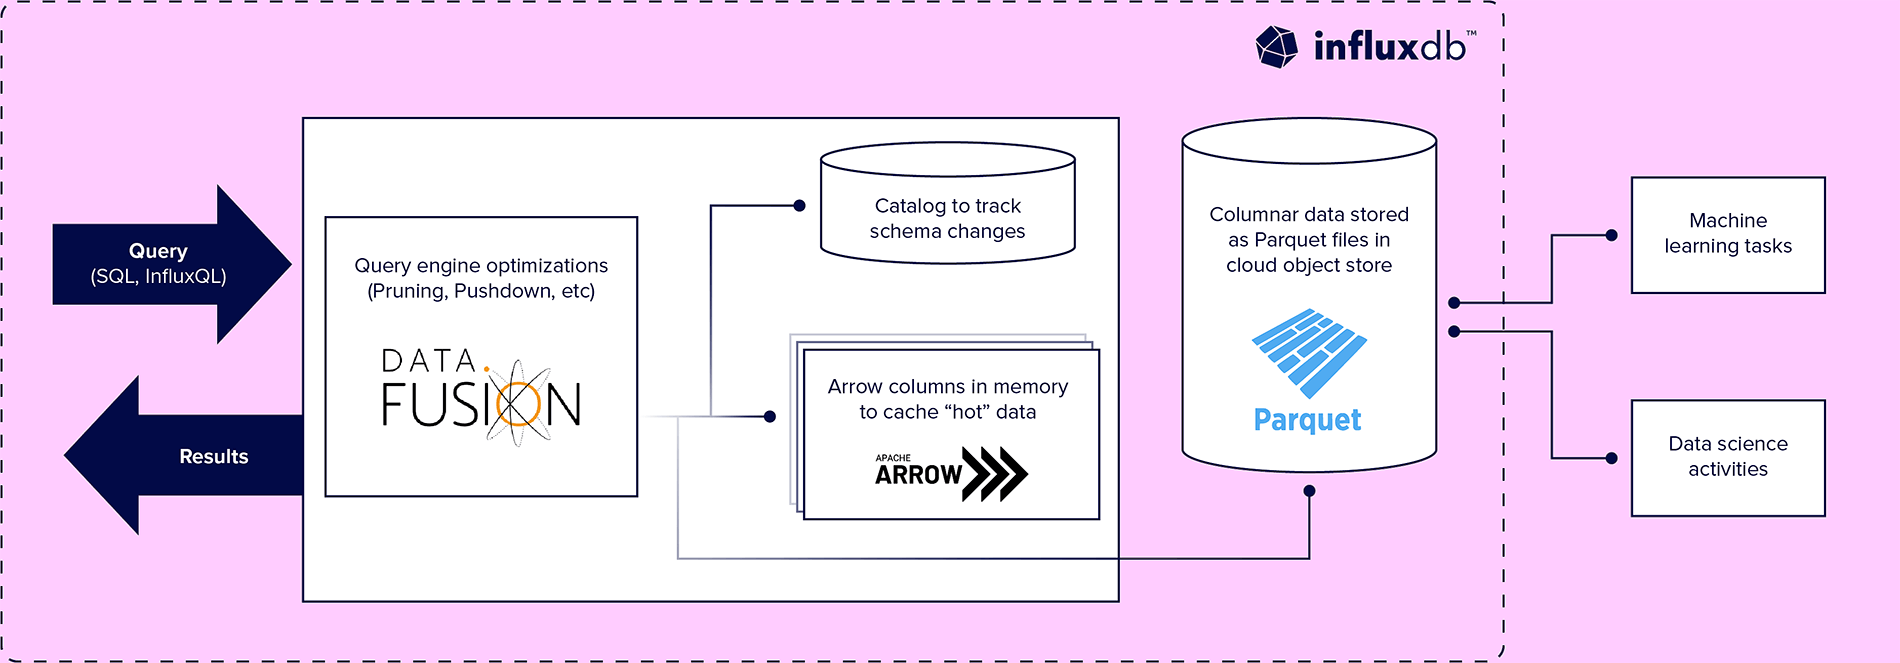 influxdb™
Query
(SQL, InfluxQL)
Results
Query engine optimizations
(Pruning, Pushdown, etc)
DATA
FUSION
Catalog to track
schema changes
Arrow columns in memory
to cache “hot” data
APACHE
ARROW
Columnar data stored
as Parquet files in
cloud object store
Parquet
Machine
learning tasks
Data science
activities